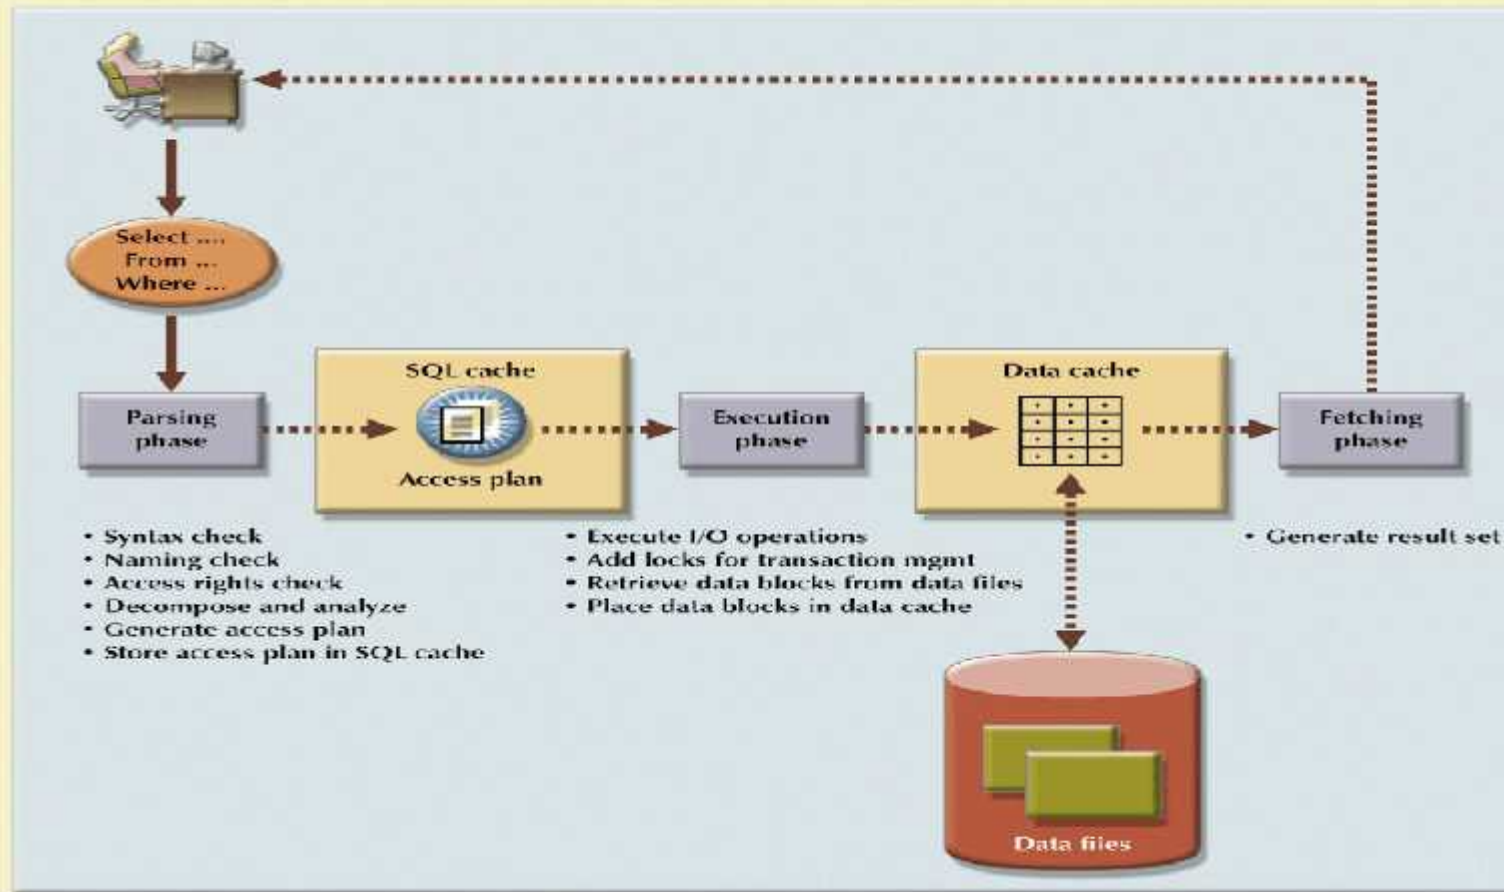 Select ....
From ...
Where ...
Parsing
phase
SQL cache
Access plan
Execution
phase
Data cache
Fetching
phase
• Syntax check
• Naming check
• Access rights check
• Decompose and analyze
• Generate access plan
• Store access plan in SQL cache
• Execute I/O operations
• Add locks for transaction mgmt
• Retrieve data blocks from data files
• Place data blocks in data cache
• Generate result set
Data files